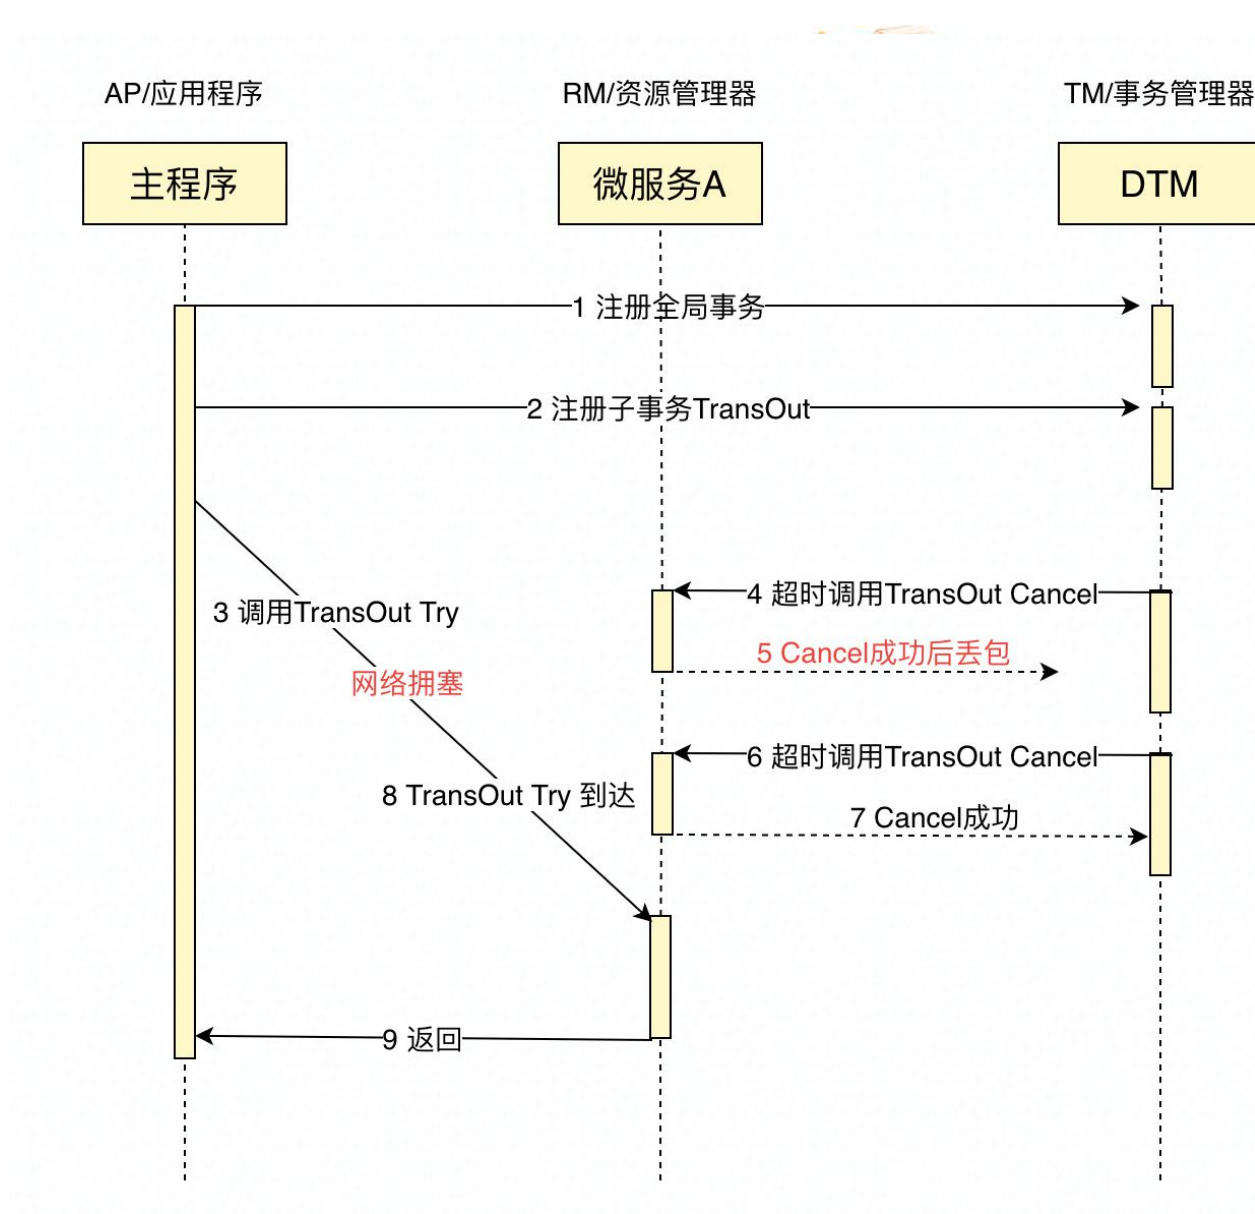 AP/应用程序
RM/资源管理器
TM/事务管理器
主程序
微服务A
DTM
1 注册全局事务
2 注册子事务TransOut
4 超时调用TransOut Cancel
3 调用TransOut Try
5 Cancel成功后丢包
网络拥塞
6 超时调用TransOut Cancel
8 TransOut Try 到达
7 Cancel成功
9 返回